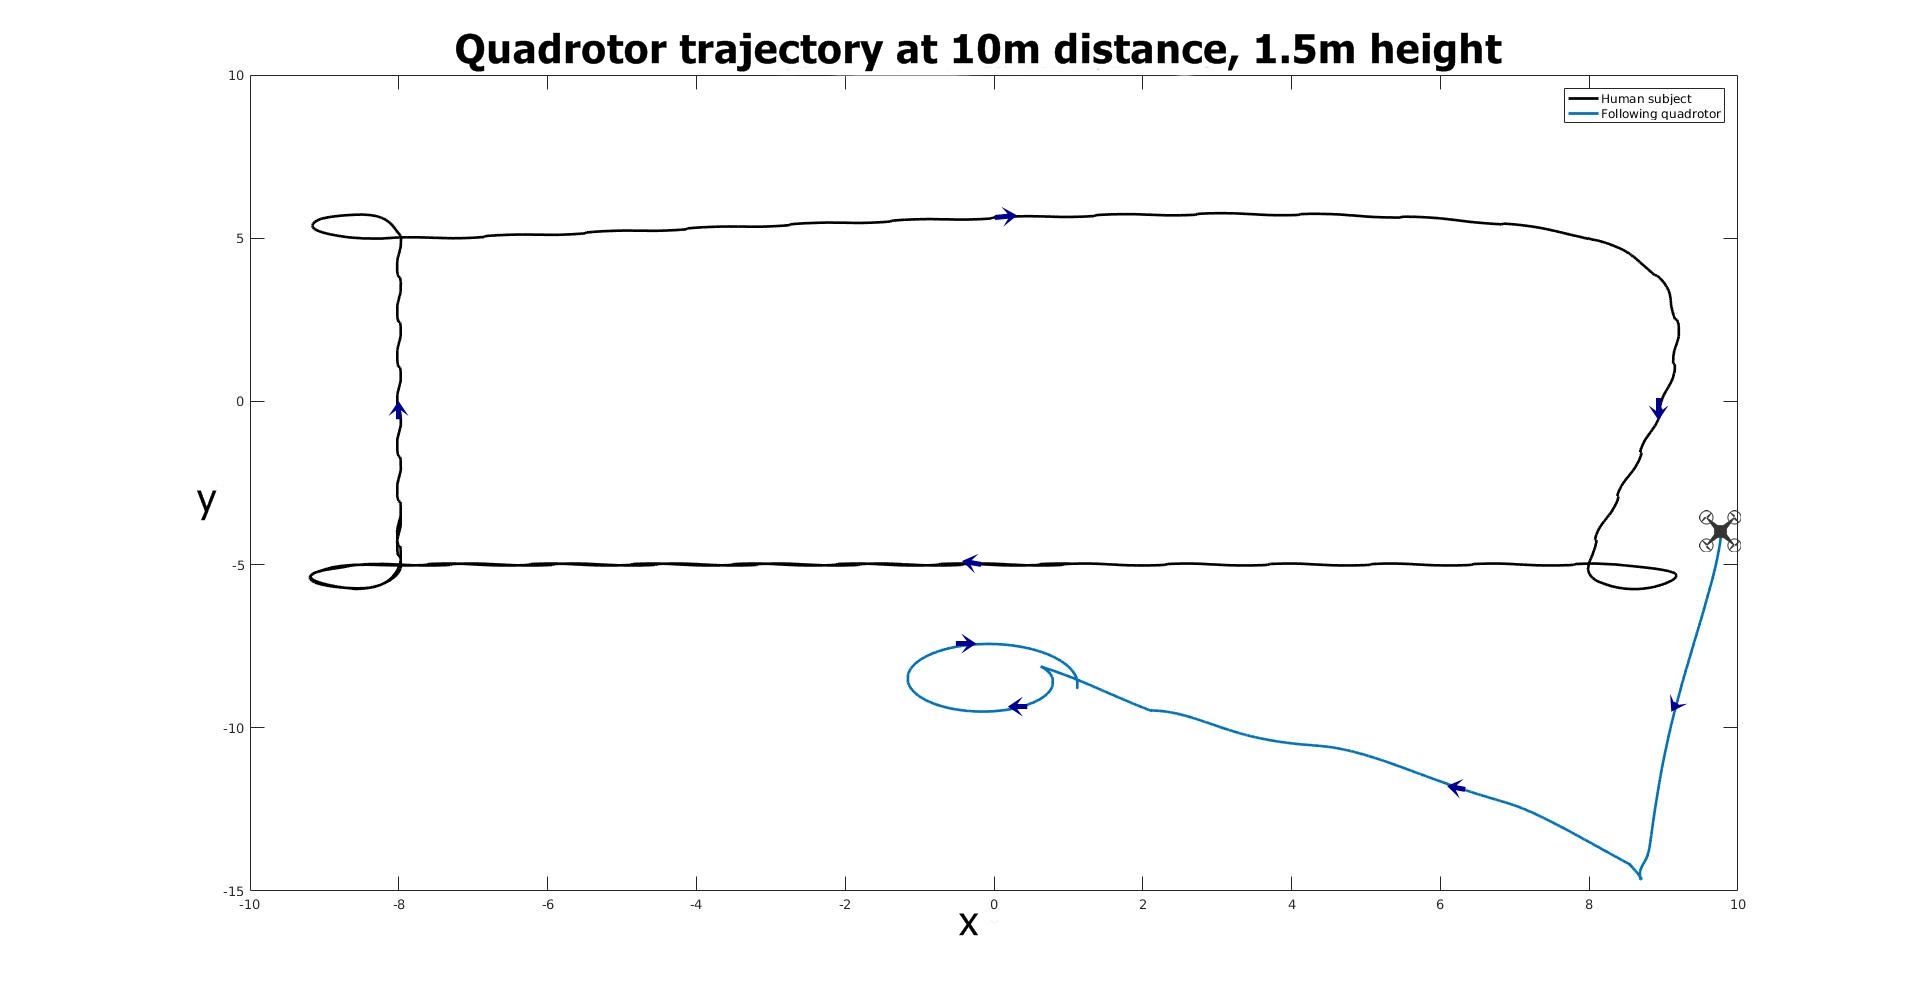 Quadrotor trajectory at 10m distance, 1.5m height
Human subject
Following quadrotor
10
5
0
-5
-10
-15
y
-10 -8 -6 -4 -2 0 2 4 6 8 10
x